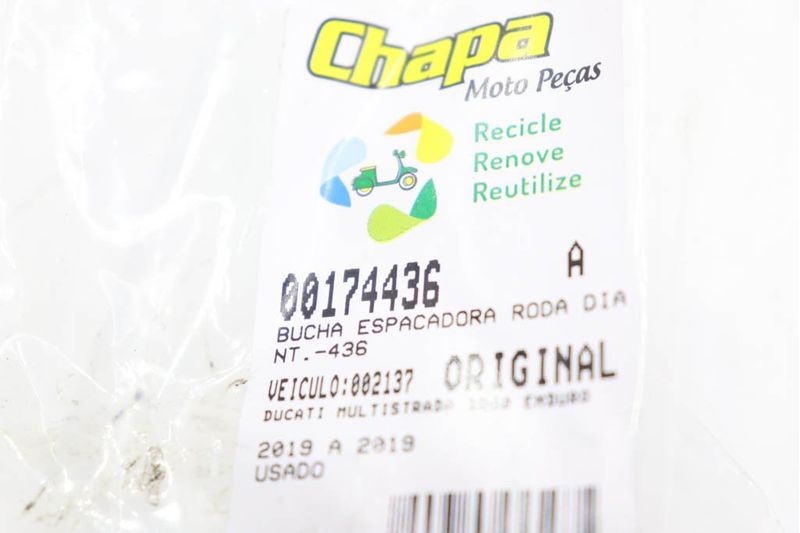 Chapa
Moto Peças
Recicle
Renove
Reutilize
00174436 A
BUCHA ESPACADORA RODA DIA
NT.-436
VEICULO:002137 ORIGINAL
DUCATI MULTISTRADA ENDURO
2019 A 2019
USADO